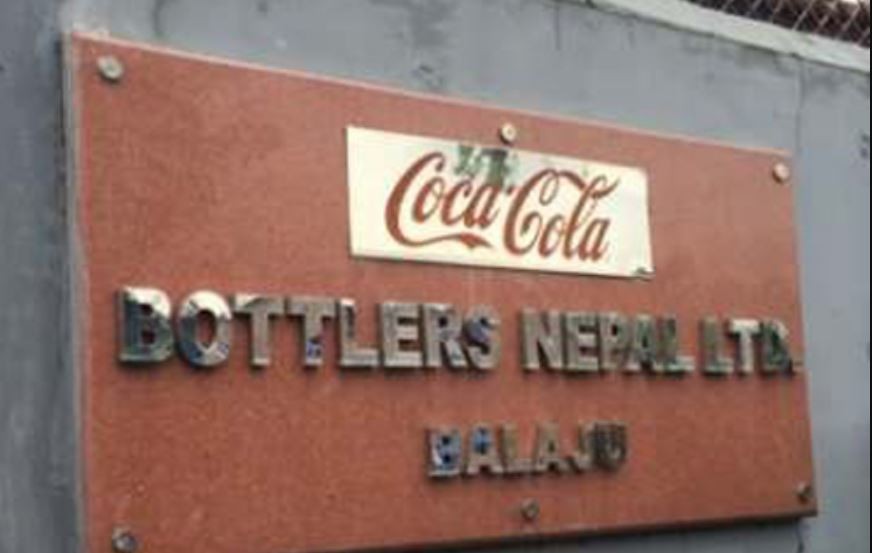 Coca-Cola
BOTTLERS NEPAL LTD.
BALAJU